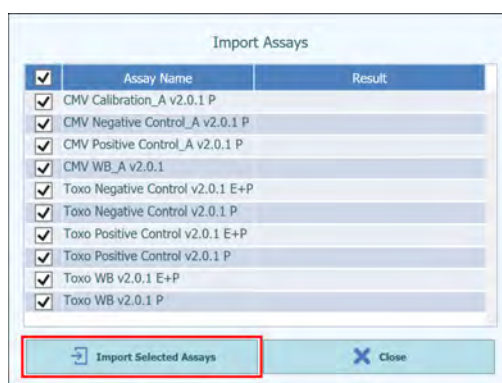 Import Assays
Assay Name Result
CMV Calibration_A v2.0.1 P
CMV Negative Control_A v2.0.1 P
CMV Positive Control_A v2.0.1 P
CMV WB_A v2.0.1
Toxo Negative Control v2.0.1 E+P
Toxo Negative Control v2.0.1 P
Toxo Positive Control v2.0.1 E+P
Toxo Positive Control v2.0.1 P
Toxo WB v2.0.1 E+P
Toxo WB v2.0.1 P
Import Selected Assays Close